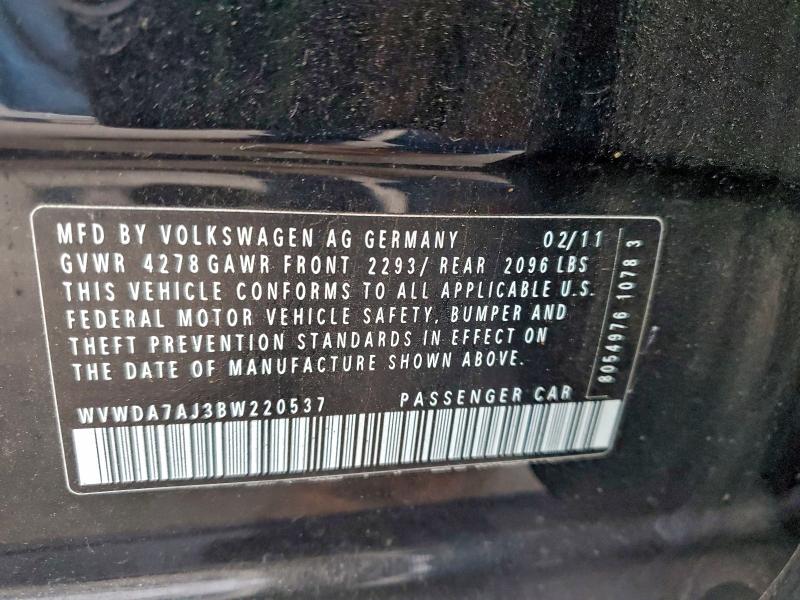 MFD BY VOLKSWAGEN AG GERMANY 02/11
GVWR 4278 GAWR FRONT 2293/ REAR 2096 LBS
THIS VEHICLE CONFORMS TO ALL APPLICABLE U.S.
FEDERAL MOTOR VEHICLE SAFETY, BUMPER AND
THEFT PREVENTION STANDARDS IN EFFECT ON
THE DATE OF MANUFACTURE SHOWN ABOVE.
WVWDA7AJ3BW220537 PASSENGER CAR
8054976 1078 3